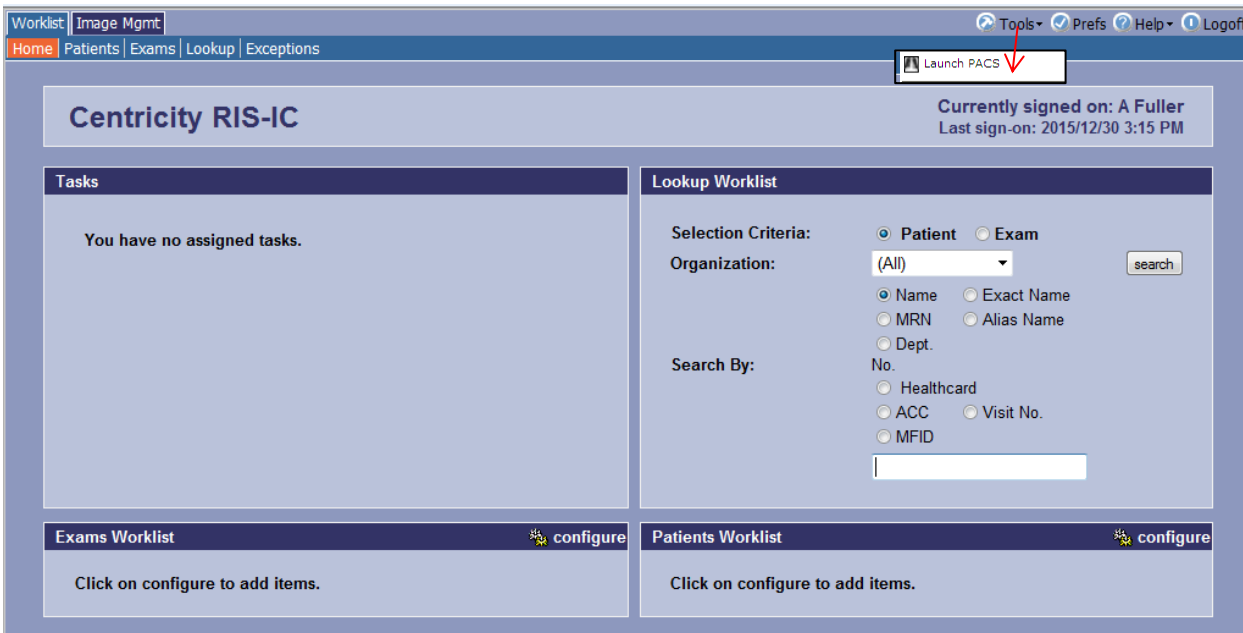 Worklist Image Mgmt Tools Prefs Help Logoff
Home Patients Exams Lookup Exceptions
Launch PACS
Centricity RIS-IC
Currently signed on: A Fuller
Last sign-on: 2015/12/30 3:15 PM
Tasks
You have no assigned tasks.
Lookup Worklist
Selection Criteria: Patient Exam
Organization: (All) search
Name Exact Name
MRN Alias Name
Dept.
Search By: No.
Healthcard
ACC Visit No.
MFID
Exams Worklist configure
Click on configure to add items.
Patients Worklist configure
Click on configure to add items.